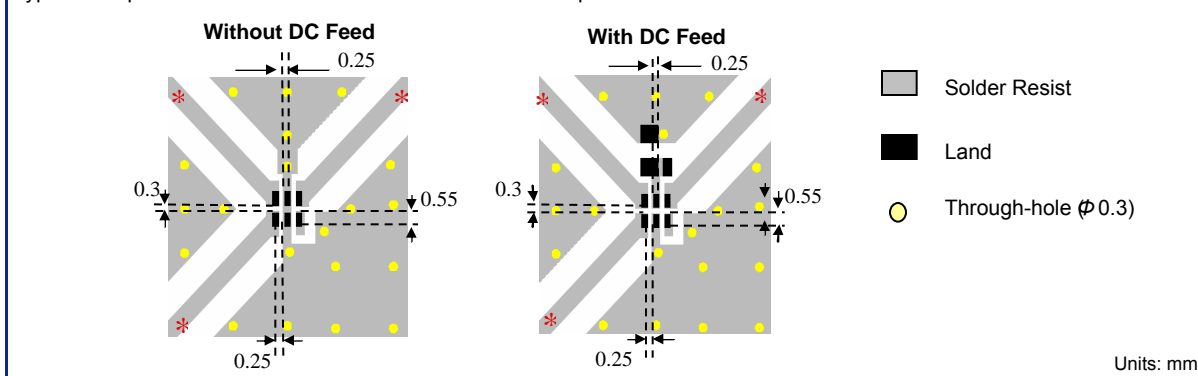 Without DC Feed
0.25
*
*
0.3
0.55
*
0.25
With DC Feed
0.25
*
*
0.3
0.55
*
0.25
Solder Resist
Land
Through-hole (Φ 0.3)
Units: mm